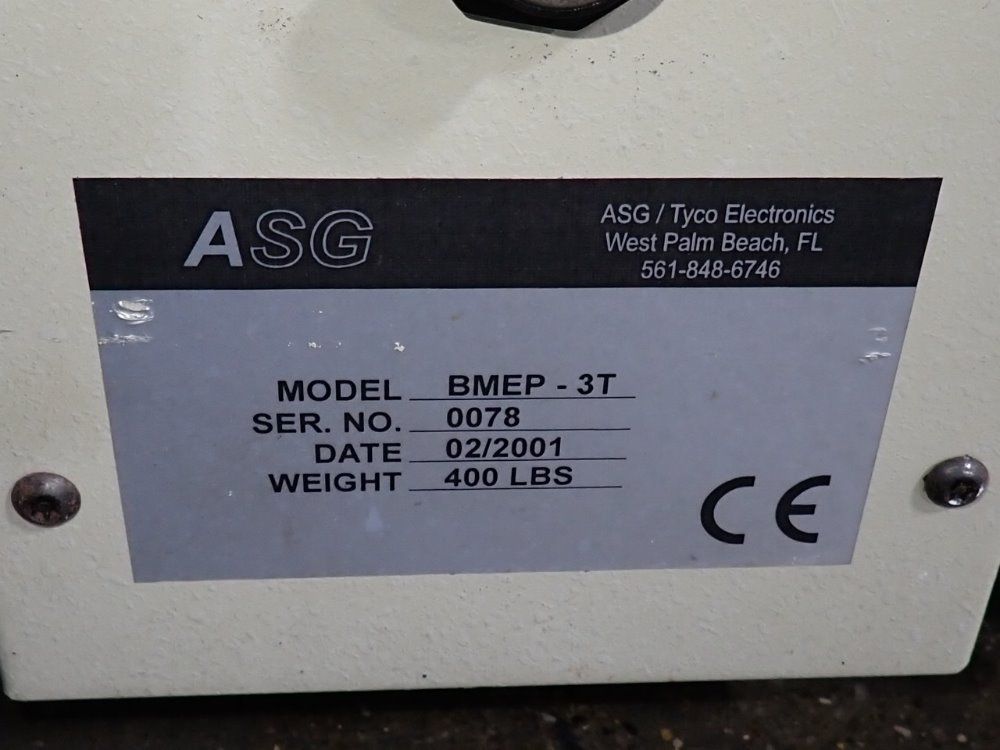 ASG
ASG / Tyco Electronics
West Palm Beach, FL
561-848-6746
MODEL BMEP - 3T
SER. NO. 0078
DATE 02/2001
WEIGHT 400 LBS
CE